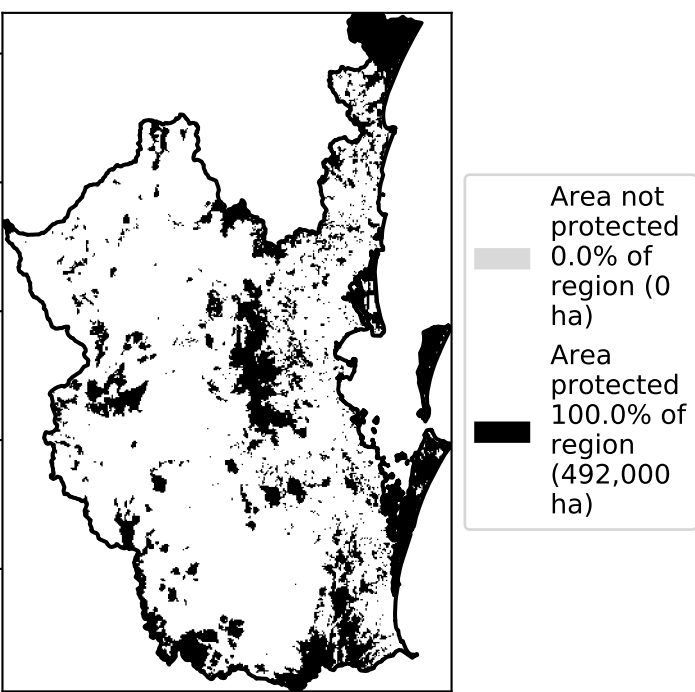 Area not
protected
0.0% of
region (0
ha)
Area
protected
100.0% of
region
(492,000
ha)